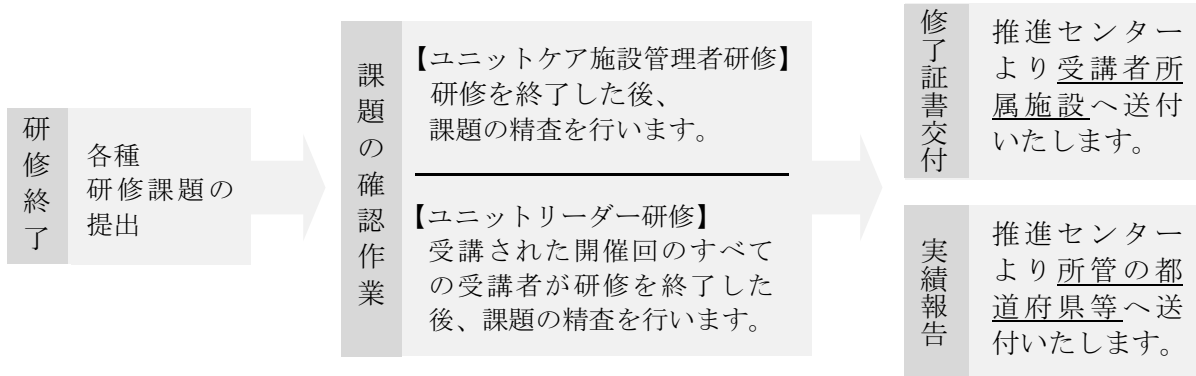 研修終了
各種
研修課題の
提出
課題の確認作業
【ユニットケア施設管理者研修】
研修を終了した後、
課題の精査を行います。
【ユニットリーダー研修】
受講された開催回のすべて
の受講者が研修を終了した
後、課題の精査を行います。
修了証書交付
推進センター
より受講者所
属施設へ送付
いたします。
実績報告
推進センター
より所管の都
道府県等へ送
付いたします。